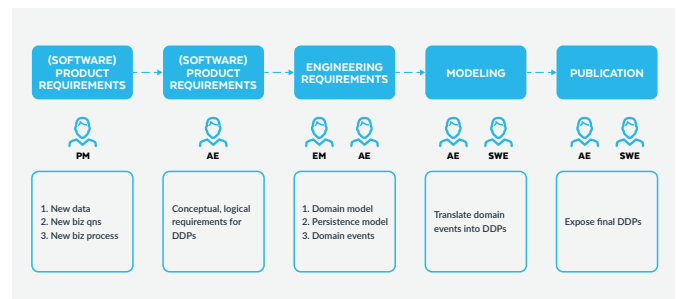 (SOFTWARE)
PRODUCT
REQUIREMENTS
(SOFTWARE)
PRODUCT
REQUIREMENTS
ENGINEERING
REQUIREMENTS
MODELING
PUBLICATION
PM
AE
EM
AE
AE
SWE
AE
SWE
1. New data
2. New biz qns
3. New biz process
Conceptual, logical
requirements for
DDPs
1. Domain model
2. Persistence model
3. Domain events
Translate domain
events into DDPs
Expose final DDPs